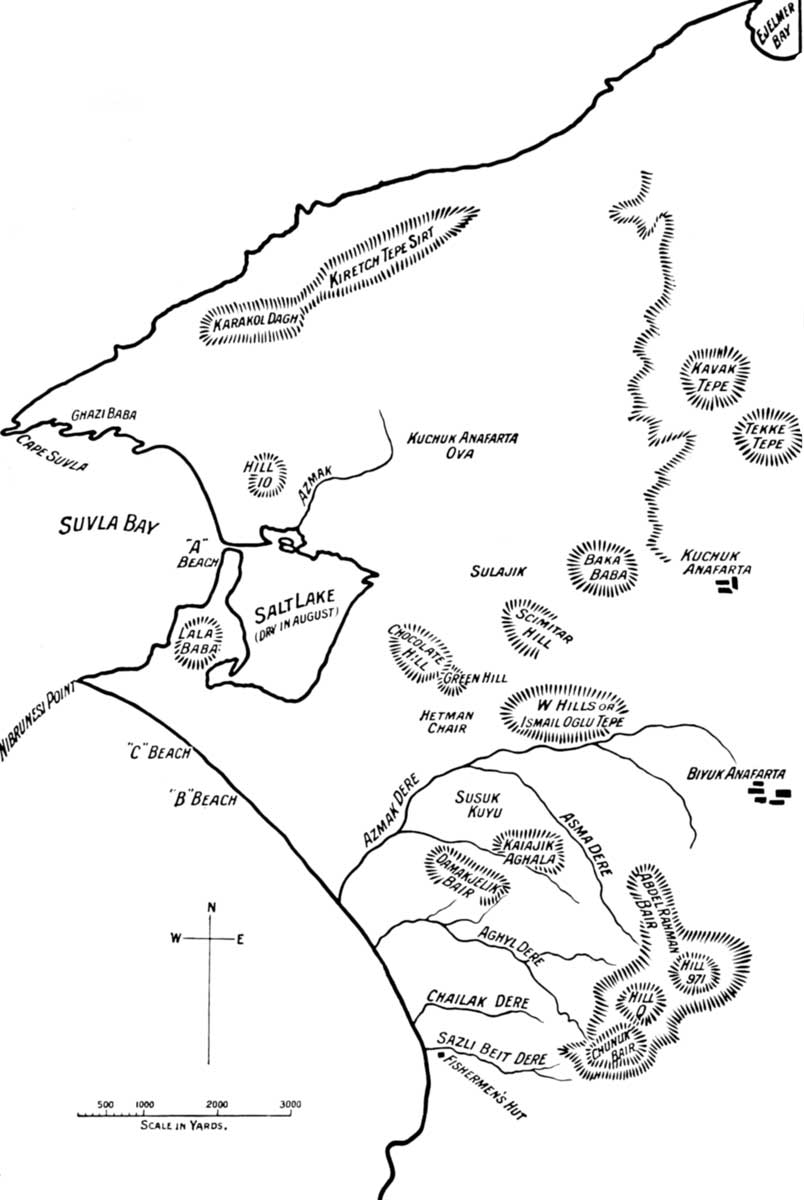 EJELMER
BAY
KIRETCH TEPE SIRT
KARAKOL DAGH
KAVAK
TEPE
TEKKE
TEPE
GHAZI BABA
CAPE SUVLA
KUCHUK ANAFARTA
OVA
HILL
10
AZMAK
SUVLA BAY
"A"
BEACH
SULAJIK
BAKA
BABA
KUCHUK
ANAFARTA
SALT LAKE
(DRY IN AUGUST)
LALA
BABA
SCIMITAR
HILL
CHOCOLATE
HILL
GREEN HILL
W HILLS OR
ISMAIL OGLU TEPE
HETMAN
CHAIR
NIBRUNESI POINT
"C" BEACH
"B" BEACH
BIYUK ANAFARTA
AZMAK DERE
SUSUK
KUYU
ASMA DERE
KAIAJIK
AGHALA
DAMAKJELIK
BAIR
ABDEL RAHMAN
BAIR
N
W E
AGHYL DERE
HILL
971
HILL
Q
CHAILAK DERE
CHUNUK
BAIR
SAZLI BEIT DERE
FISHERMEN'S HUT
500 1000 2000 3000
SCALE IN YARDS.